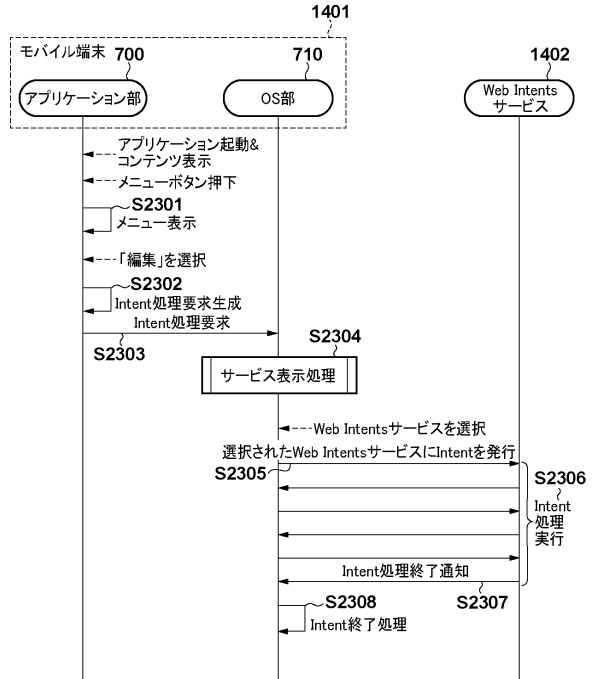 1401
モバイル端末
700
710
1402
アプリケーション部
OS部
Web Intents
サービス
アプリケーション起動&
コンテンツ表示
メニューボタン押下
S2301
メニュー表示
「編集」を選択
S2302
Intent処理要求生成
Intent処理要求
S2303
S2304
サービス表示処理
Web Intentsサービスを選択
選択されたWeb IntentsサービスにIntentを発行
S2305
S2306
Intent
処理
実行
Intent処理終了通知
S2307
S2308
Intent終了処理